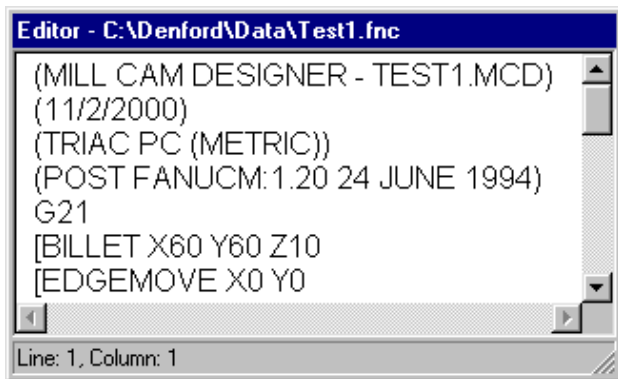 Editor - C:\Denford\Data\Test1.fnc
(MILL CAM DESIGNER - TEST1.MCD)
(11/2/2000)
(TRIAC PC (METRIC))
(POST FANUCM:1.20 24 JUNE 1994)
G21
[BILLET X60 Y60 Z10
[EDGEMOVE X0 Y0
Line: 1, Column: 1